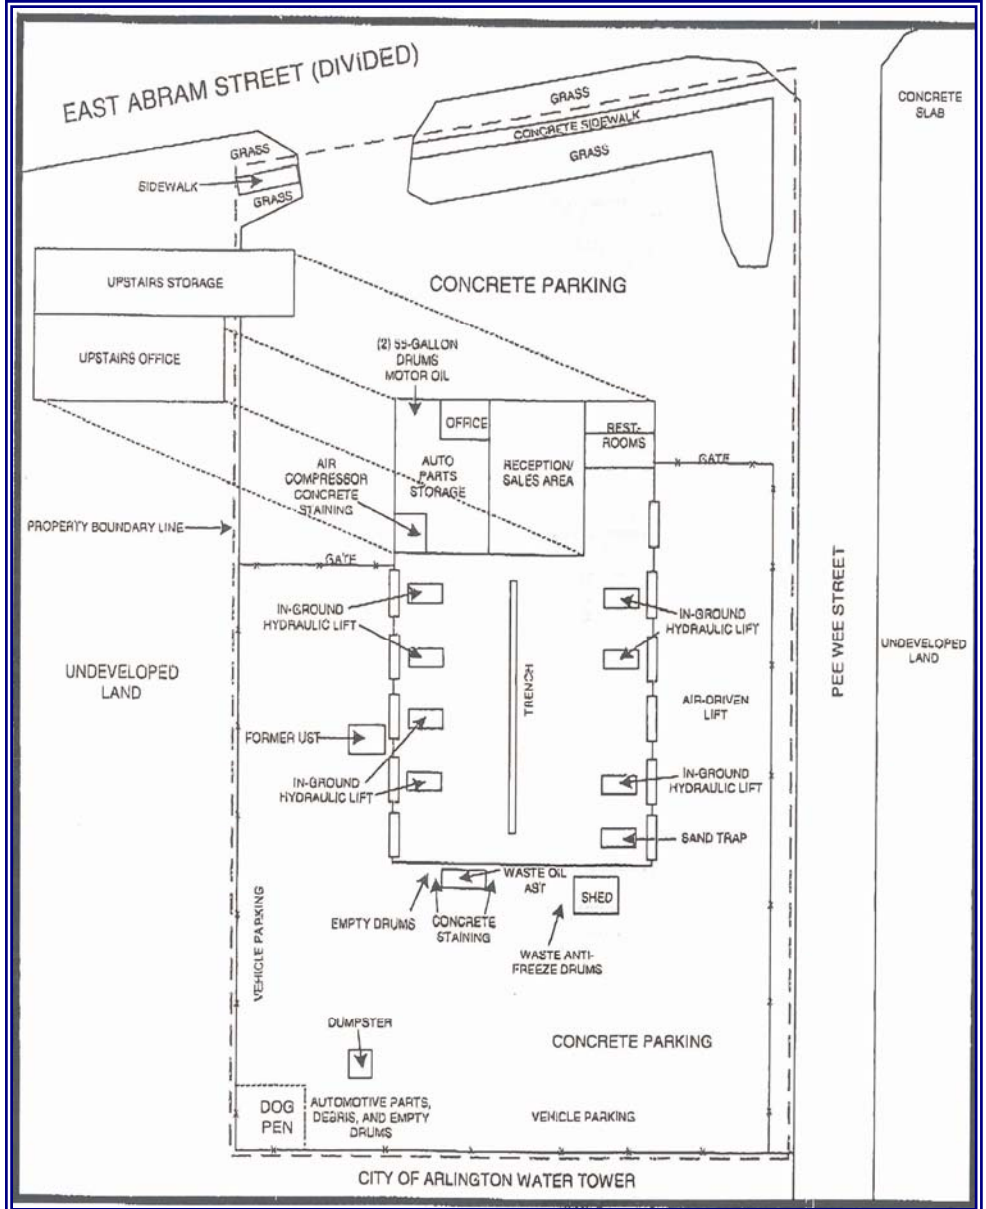 EAST ABRAM STREET (DIVIDED)
CONCRETE
SLAB
GRASS
CONCRETE SIDEWALK
GRASS
GRASS
SIDEWALK
GRASS
UPSTAIRS STORAGE
CONCRETE PARKING
UPSTAIRS OFFICE
(2) 55-GALLON
DRUMS
MOTOR OIL
OFFICE
REST-
ROOMS
AIR
COMPRESSOR
CONCRETE
STAINING
AUTO
PARTS
STORAGE
RECEPTION/
SALES AREA
GATE
PROPERTY BOUNDARY LINE
GATE
IN-GROUND
HYDRAULIC LIFT
IN-GROUND
HYDRAULIC LIFT
UNDEVELOPED
LAND
TRENCH
PEE WEE STREET
UNDEVELOPED
LAND
AIR-DRIVEN
LIFT
FORMER UST
IN-GROUND
HYDRAULIC LIFT
IN-GROUND
HYDRAULIC LIFT
SAND TRAP
WASTE OIL
AST
SHED
EMPTY DRUMS
CONCRETE
STAINING
WASTE ANTI-
FREEZE DRUMS
VEHICLE PARKING
DUMPSTER
CONCRETE PARKING
DOG
PEN
AUTOMOTIVE PARTS,
DEBRIS, AND EMPTY
DRUMS
VEHICLE PARKING
CITY OF ARLINGTON WATER TOWER